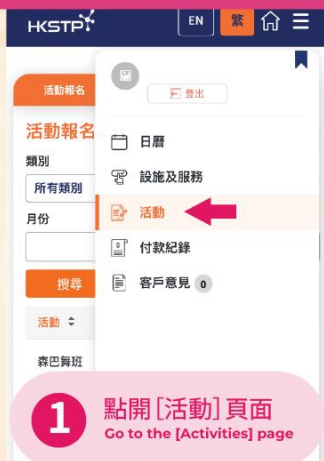 HKSTP
EN
繁
活動報名
登出
活動報名
類別
所有類別
月份
搜尋
活動
森巴舞班
日曆
設施及服務
活動
付款紀錄
客戶意見 0
1
點開［活動］頁面
Go to the [Activities] page